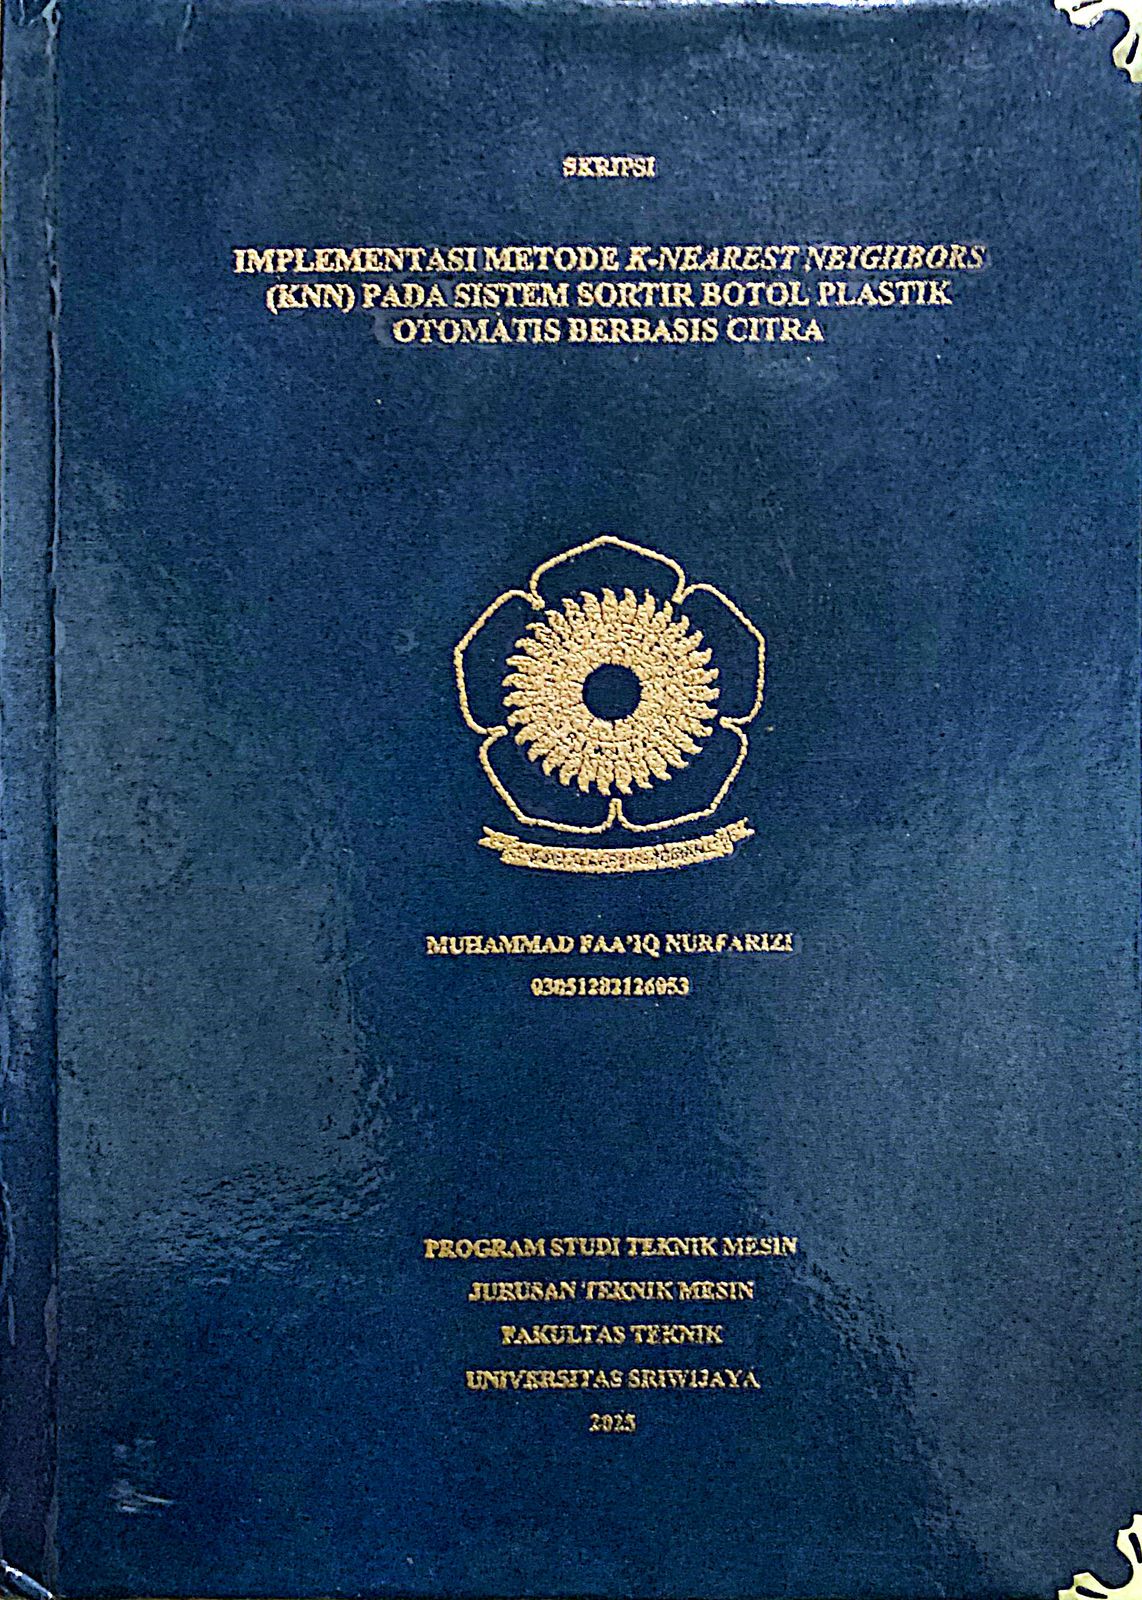 SKRIPSI
IMPLEMENTASI METODE K-NEAREST NEIGHBORS
(KNN) PADA SISTEM SORTIR BOTOL PLASTIK
OTOMATIS BERBASIS CITRA
MUHAMMAD FAA'IQ NURFARIZI
03051282126053
PROGRAM STUDI TEKNIK MESIN
JURUSAN TEKNIK MESIN
FAKULTAS TEKNIK
UNIVERSITAS SRIWIJAYA
2025